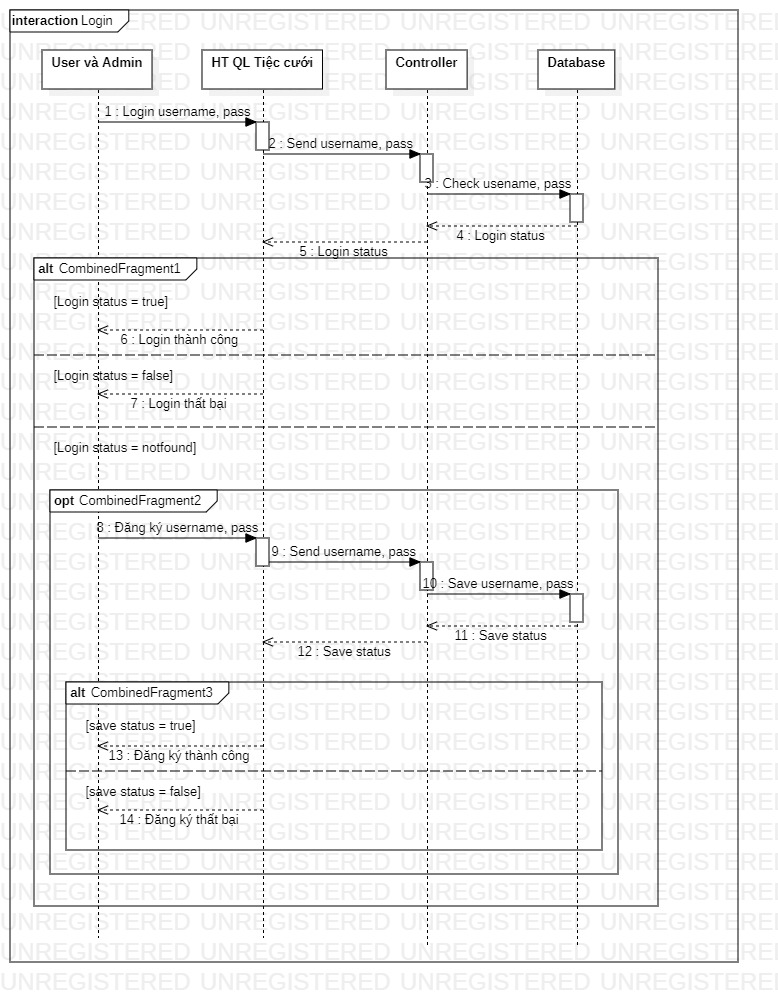 interaction Login
User và Admin
HT QL Tiệc cưới
Controller
Database
1 : Login username, pass
2 : Send username, pass
3 : Check usename, pass
4 : Login status
5 : Login status
alt CombinedFragment1
[Login status = true]
6 : Login thành công
[Login status = false]
7 : Login thất bại
[Login status = notfound]
opt CombinedFragment2
8 : Đăng ký username, pass
9 : Send username, pass
10 : Save username, pass
11 : Save status
12 : Save status
alt CombinedFragment3
[save status = true]
13 : Đăng ký thành công
[save status = false]
14 : Đăng ký thất bại
UNREGISTERED UNREGISTERED UNREGISTERED UNREGISTERED